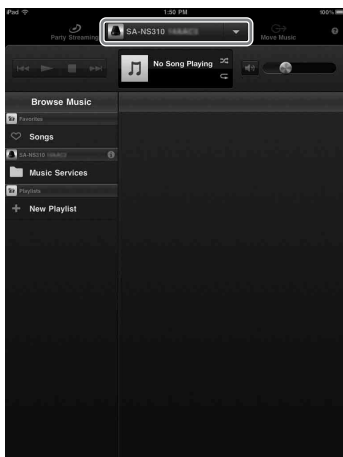 iPad 1:50 PM 100%
Party Streaming SA-NS310 Move Music
No Song Playing
Browse Music
Favorites
Songs
SA-NS310
Music Services
Playlists
New Playlist